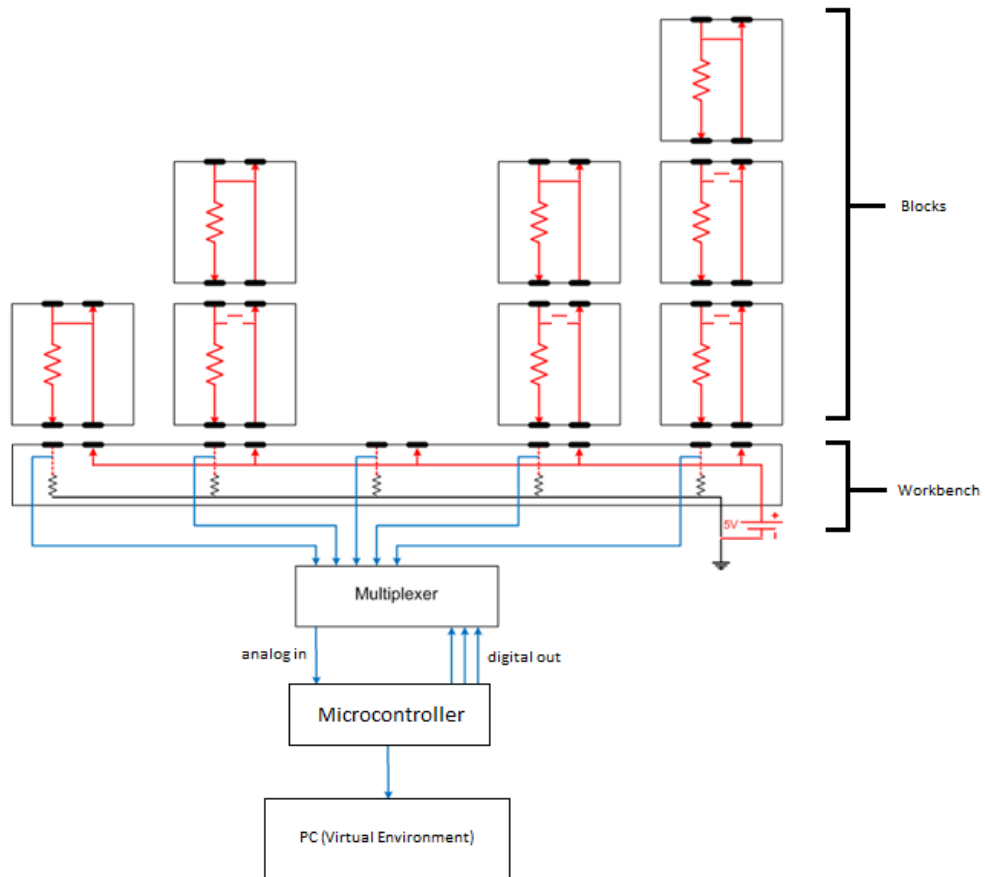 Blocks
Workbench
5V
+
Multiplexer
analog in
digital out
Microcontroller
PC (Virtual Environment)